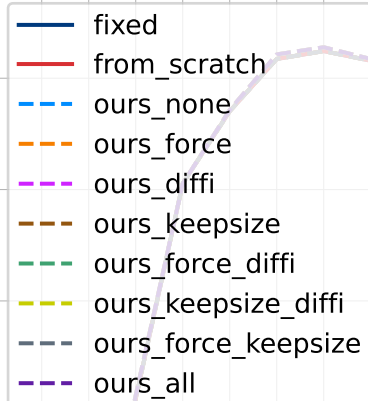 fixed
from_scratch
ours_none
ours_force
ours_diffi
ours_keepsize
ours_force_diffi
ours_keepsize_diffi
ours_force_keepsize
ours_all